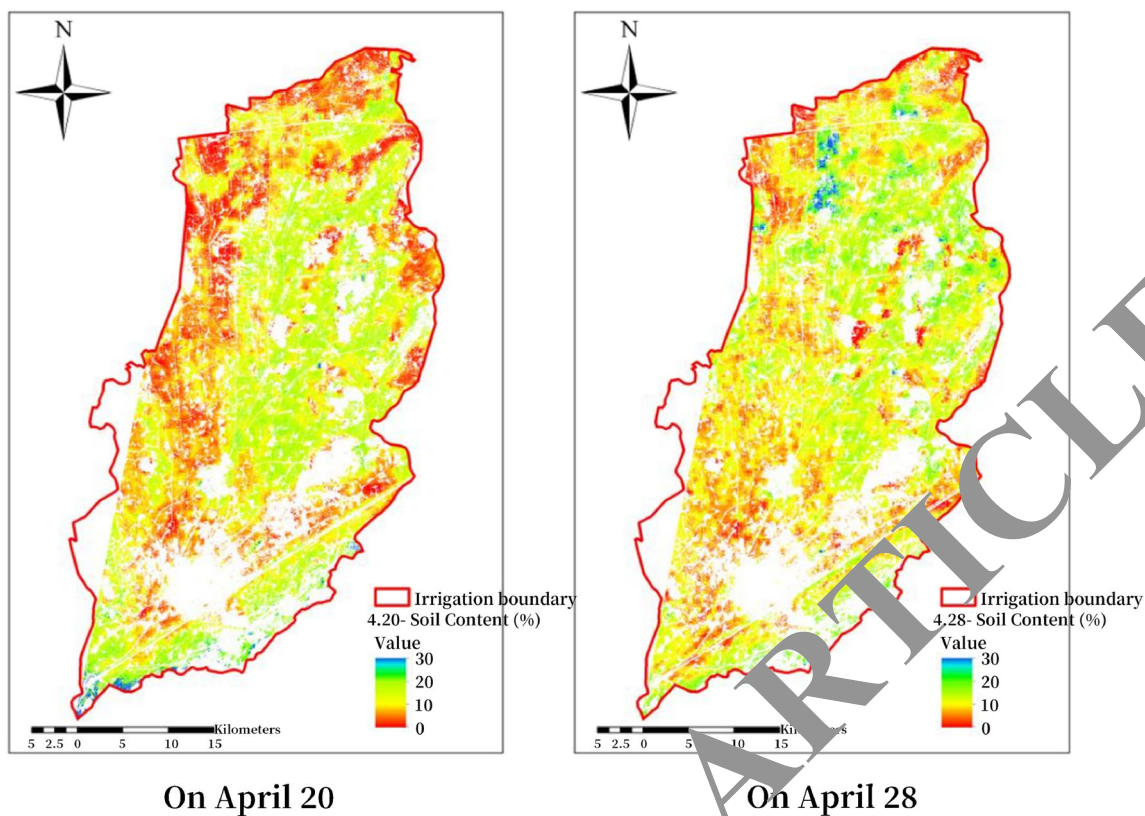 N
Irrigation boundary
4.20- Soil Content (%)
Value
30
20
10
0
Kilometers
5 2.5 0 5 10 15
On April 20
N
Irrigation boundary
4.28- Soil Content (%)
Value
30
20
10
0
Kilometers
5 2.5 0 5 10 15
On April 28
ARTICLE